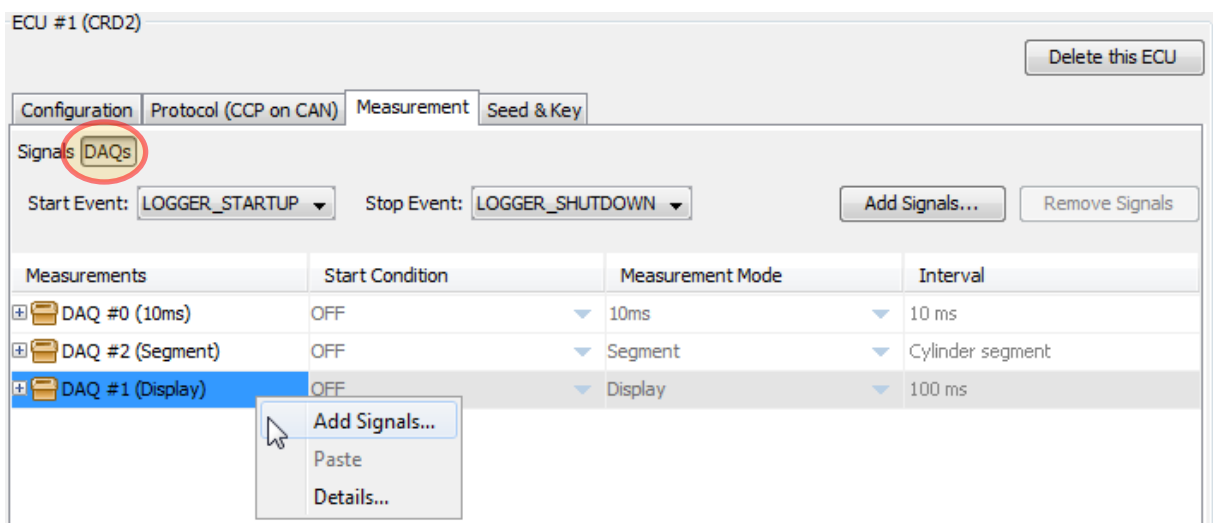 ECU #1 (CRD2)
Delete this ECU
Configuration Protocol (CCP on CAN) Measurement Seed & Key
Signals DAQs
Start Event: LOGGER_STARTUP Stop Event: LOGGER_SHUTDOWN Add Signals... Remove Signals
Measurements Start Condition Measurement Mode Interval
DAQ #0 (10ms) OFF 10ms 10 ms
DAQ #2 (Segment) OFF Segment Cylinder segment
DAQ #1 (Display) OFF Display 100 ms
Add Signals...
Paste
Details...